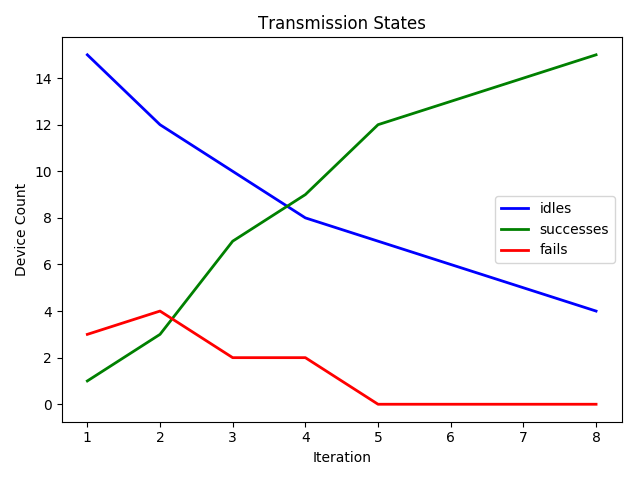 Transmission States
Device Count
14
12
10
8
6
4
2
0
idles
successes
fails
1 2 3 4 5 6 7 8
Iteration